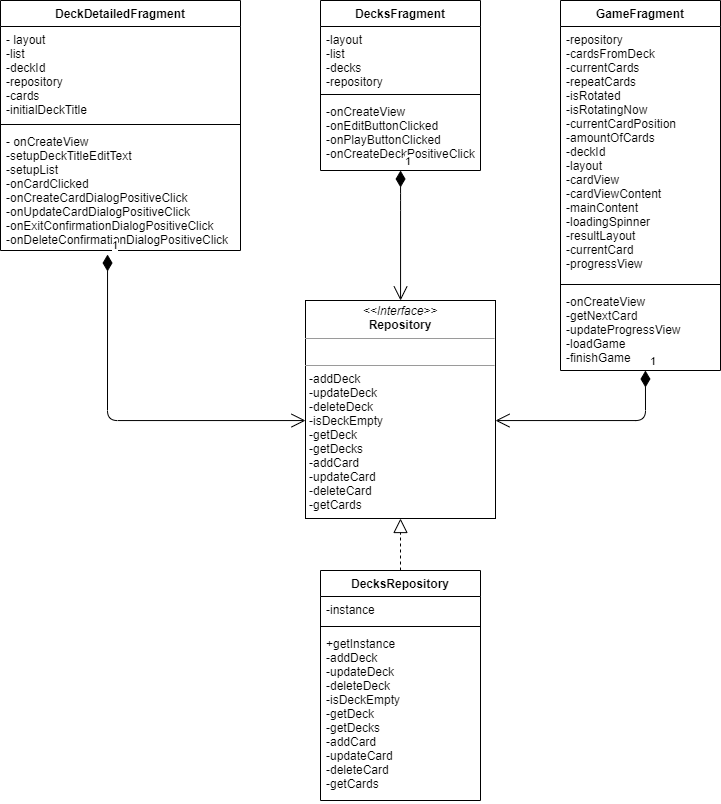 DeckDetailedFragment
- layout
-list
-deckId
-repository
-cards
-initialDeckTitle
- onCreateView
-setupDeckTitleEditText
-setupList
-onCardClicked
-onCreateCardDialogPositiveClick
-onUpdateCardDialogPositiveClick
-onExitConfirmationDialogPositiveClick
-onDeleteConfirmationDialogPositiveClick
1
DecksFragment
-layout
-list
-decks
-repository
-onCreateView
-onEditButtonClicked
-onPlayButtonClicked
-onCreateDeckPositiveClick
1
GameFragment
-repository
-cardsFromDeck
-currentCards
-repeatCards
-isRotated
-isRotatingNow
-currentCardPosition
-amountOfCards
-deckId
-layout
-cardView
-cardViewContent
-mainContent
-loadingSpinner
-resultLayout
-currentCard
-progressView
-onCreateView
-getNextCard
-updateProgressView
-loadGame
-finishGame
1
<<Interface>>
Repository
-addDeck
-updateDeck
-deleteDeck
-isDeckEmpty
-getDeck
-getDecks
-addCard
-updateCard
-deleteCard
-getCards
DecksRepository
-instance
+getInstance
-addDeck
-updateDeck
-deleteDeck
-isDeckEmpty
-getDeck
-getDecks
-addCard
-updateCard
-deleteCard
-getCards